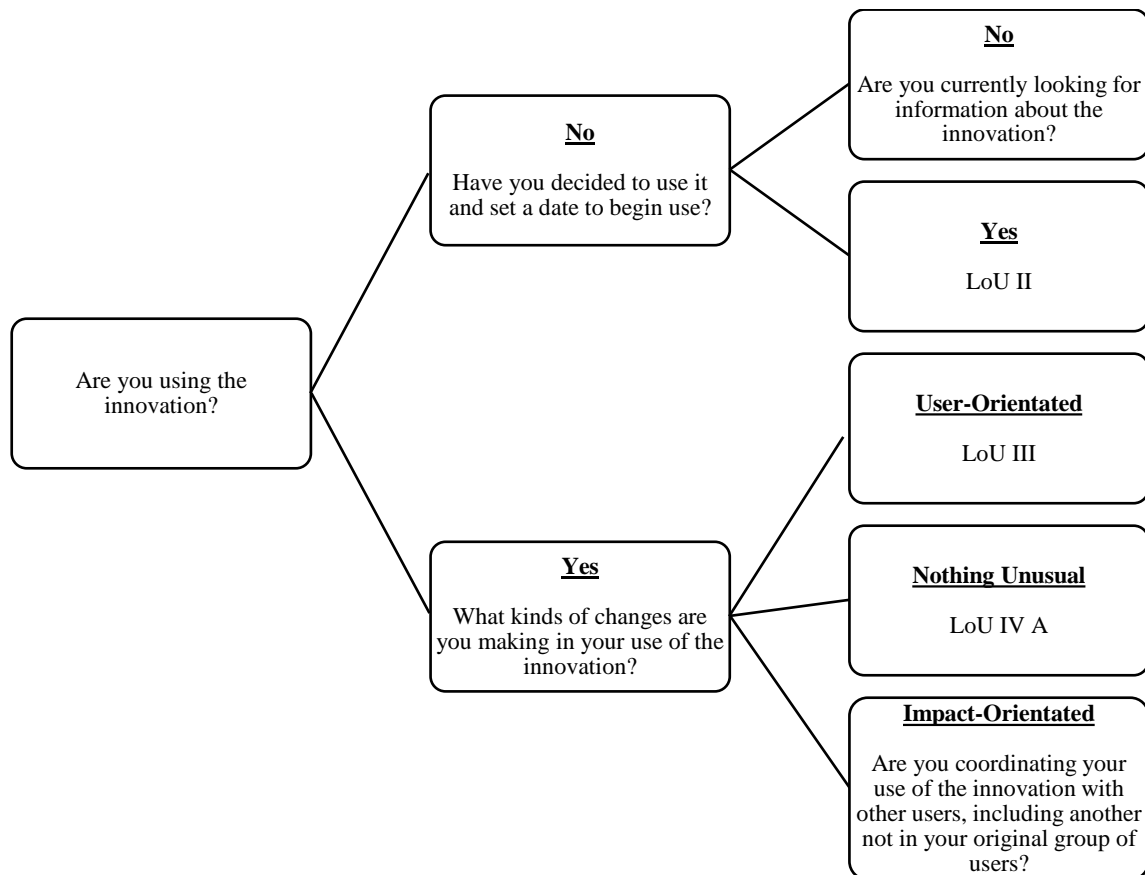 Are you using the
innovation?
No
Have you decided to use it
and set a date to begin use?
Yes
What kinds of changes are
you making in your use of the
innovation?
No
Are you currently looking for
information about the
innovation?
Yes
LoU II
User-Orientated
LoU III
Nothing Unusual
LoU IV A
Impact-Orientated
Are you coordinating your
use of the innovation with
other users, including another
not in your original group of
users?